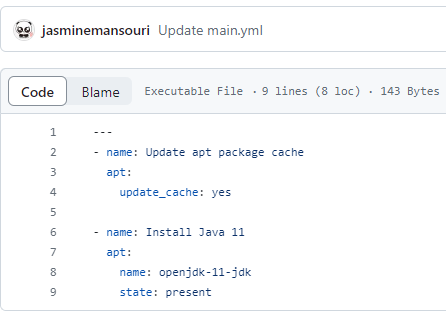 jasminemansouri Update main.yml
Code Blame Executable File · 9 lines (8 loc) · 143 Bytes
1 ---
2 - name: Update apt package cache
3 apt:
4 update_cache: yes
5
6 - name: Install Java 11
7 apt:
8 name: openjdk-11-jdk
9 state: present